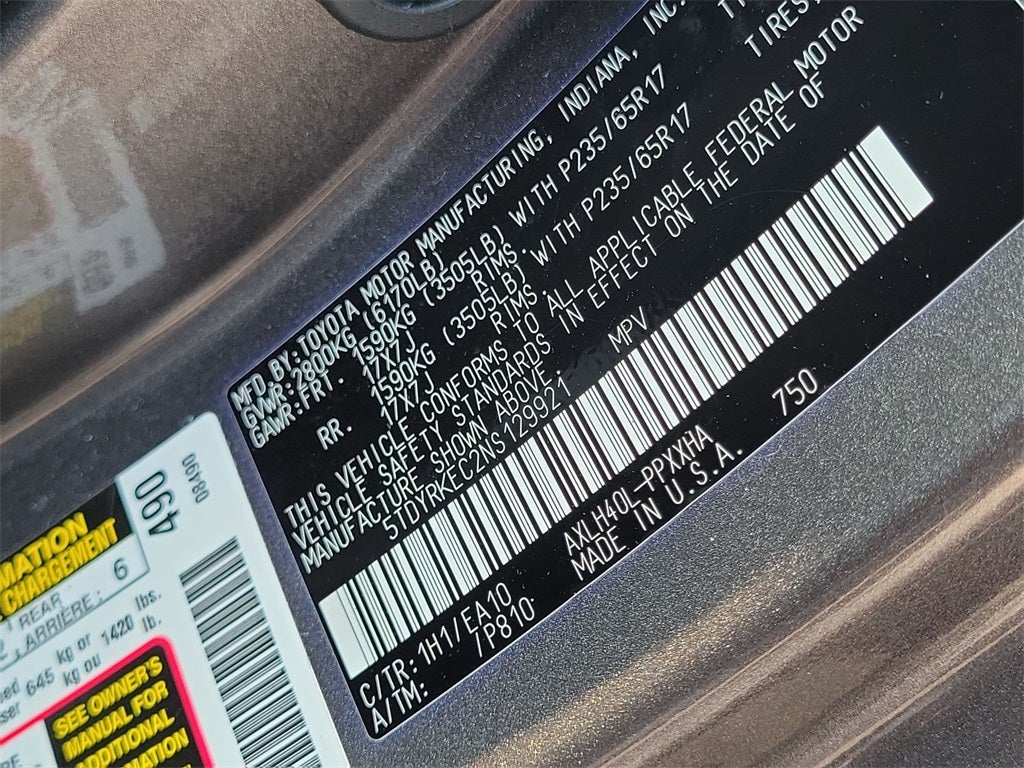 MFD BY:TOYOTA MOTOR MANUFACTURING, INDIANA, INC.
GVWR:2800KG (6170LB)
GAWR:FRT. 1590KG (3505LB) WITH P235/65R17 TIRES,
17X7J RIMS,
RR. 1590KG (3505LB) WITH P235/65R17
17X7J RIMS,
THIS VEHICLE CONFORMS TO ALL APPLICABLE FEDERAL MOTOR
VEHICLE SAFETY STANDARDS IN EFFECT ON THE DATE OF
MANUFACTURE SHOWN ABOVE.
5TDYRKEC2NS129921 MPV
C/TR: 1H1/EA10 AXLH40L-PPXXHA 750
A/TM: /P810 MADE IN U.S.A.
490
08490
MATION
CHARGEMENT
REAR 6
ARRIÈRE:
645 kg or 1420 lbs.
kg ou lb.
SEE OWNER'S
MANUAL FOR
ADDITIONAL